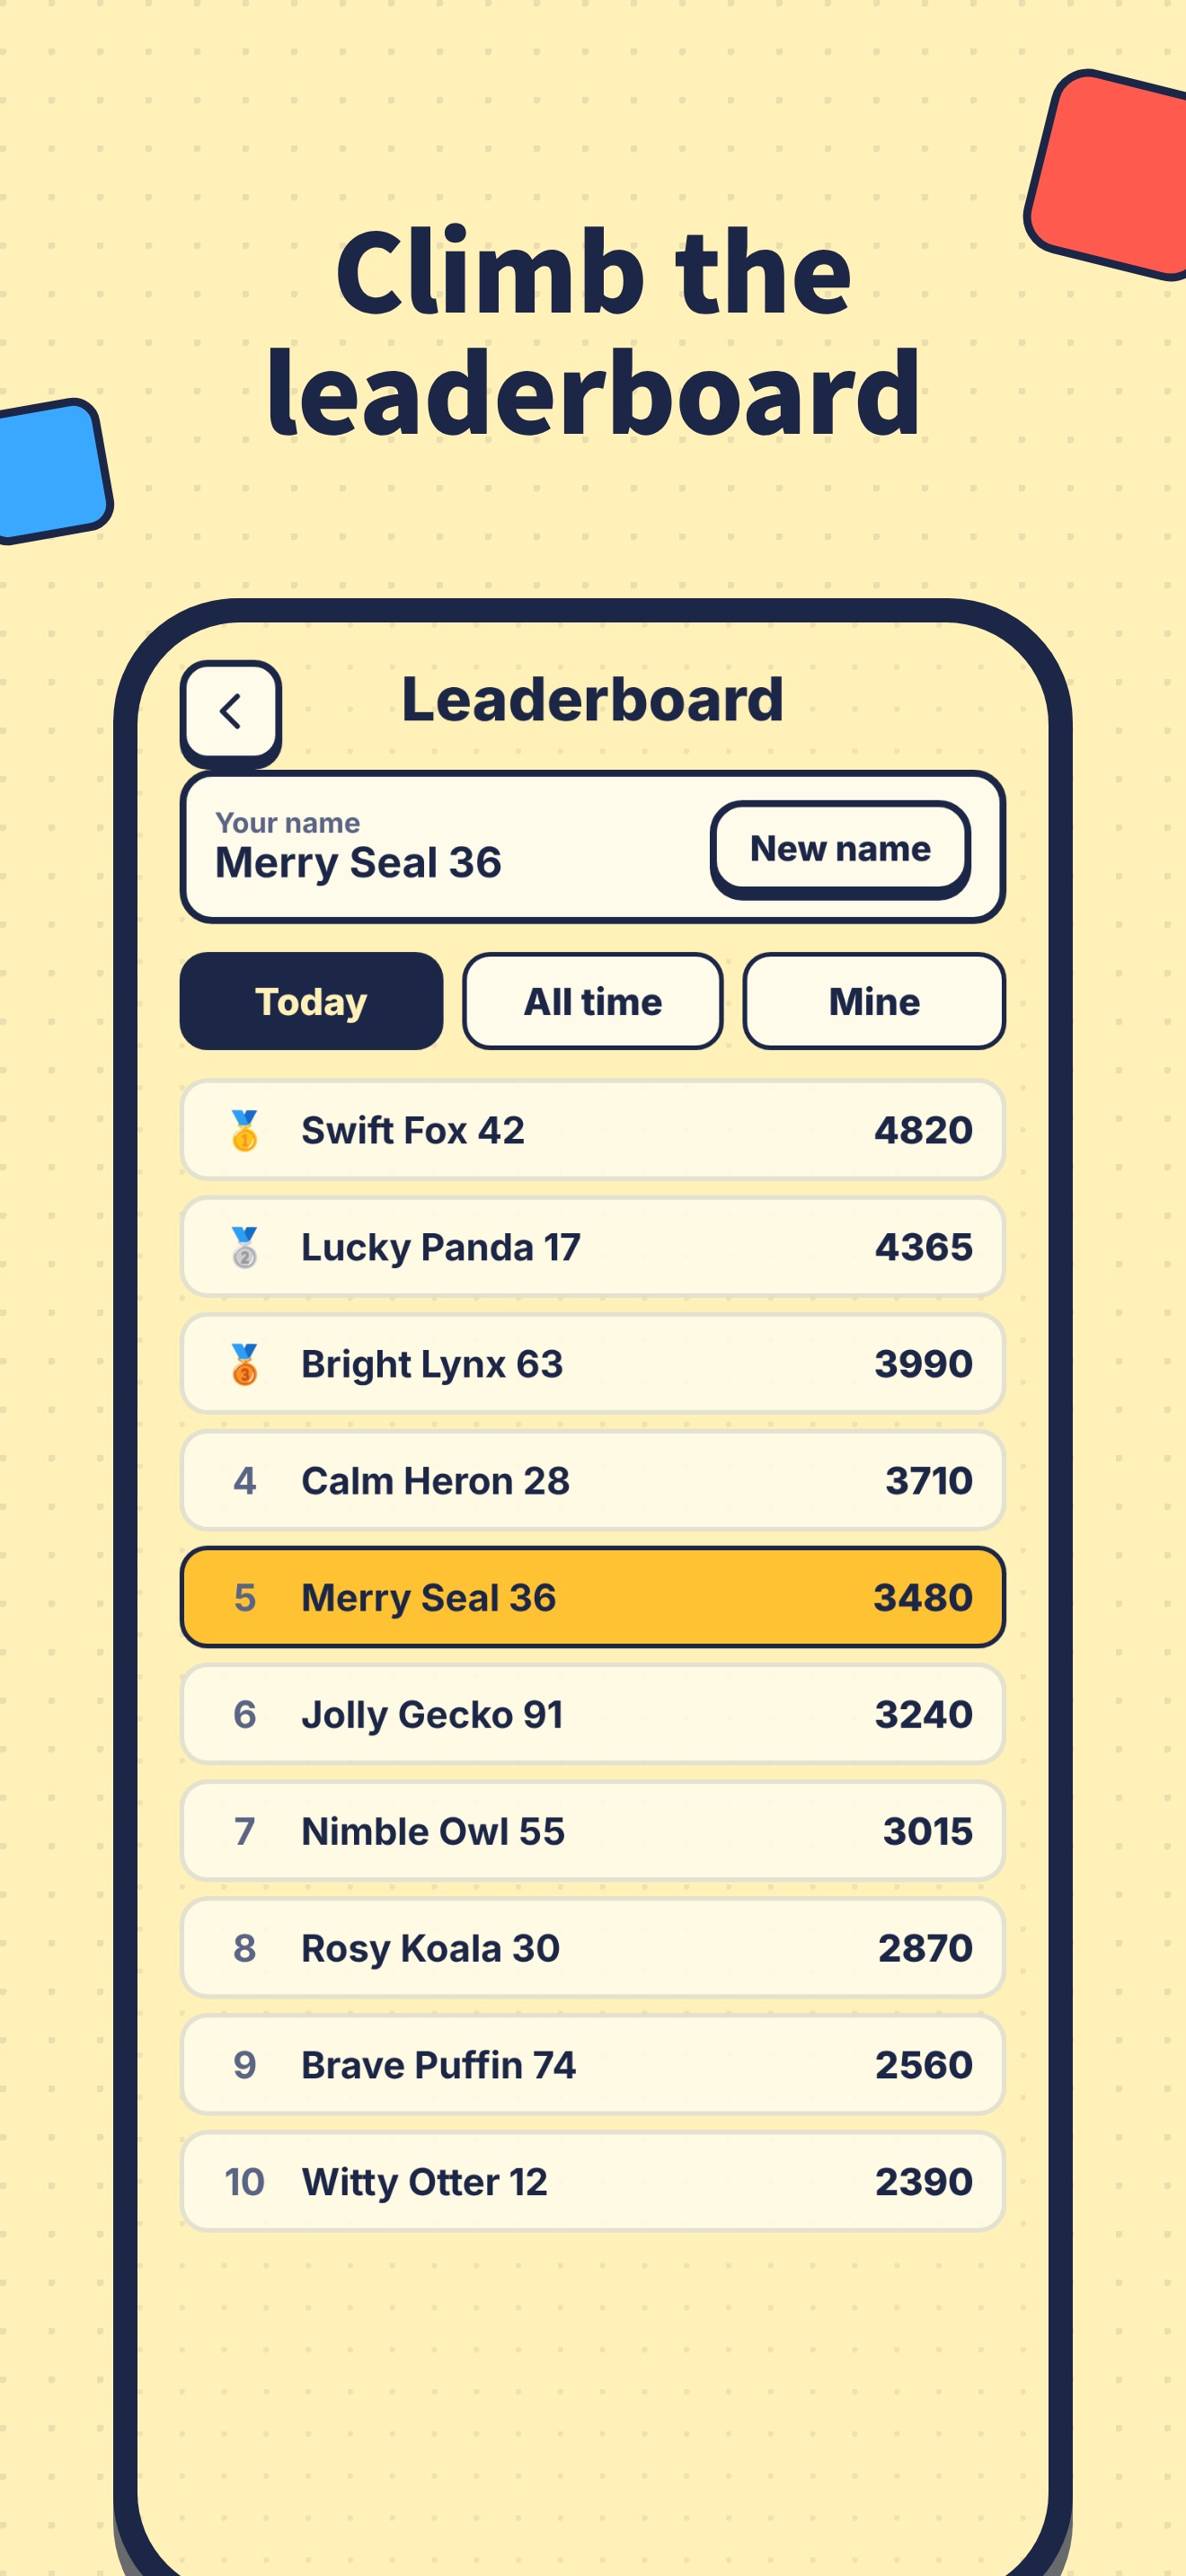 Climb the
leaderboard
Leaderboard
Your name
Merry Seal 36
New name
Today
All time
Mine
1 Swift Fox 42 4820
2 Lucky Panda 17 4365
3 Bright Lynx 63 3990
4 Calm Heron 28 3710
5 Merry Seal 36 3480
6 Jolly Gecko 91 3240
7 Nimble Owl 55 3015
8 Rosy Koala 30 2870
9 Brave Puffin 74 2560
10 Witty Otter 12 2390